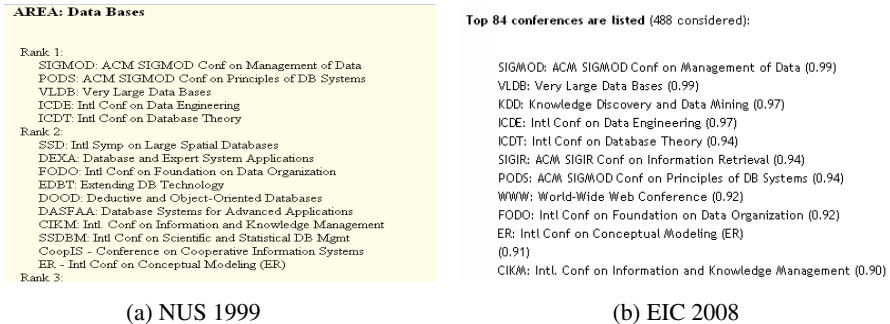 AREA: Data Bases
Rank 1:
SIGMOD: ACM SIGMOD Conf on Management of Data
PODS: ACM SIGMOD Conf on Principles of DB Systems
VLDB: Very Large Data Bases
ICDE: Intl Conf on Data Engineering
ICDT: Intl Conf on Database Theory
Rank 2:
SSD: Intl Symp on Large Spatial Databases
DEXA: Database and Expert System Applications
FODO: Intl Conf on Foundation on Data Organization
EDBT: Extending DB Technology
DOOD: Deductive and Object-Oriented Databases
DASFAA: Database Systems for Advanced Applications
CIKM: Intl. Conf on Information and Knowledge Management
SSDBM: Intl Conf on Scientific and Statistical DB Mgmt
CoopIS - Conference on Cooperative Information Systems
ER - Intl Conf on Conceptual Modeling (ER)
Rank 3:
(a) NUS 1999
Top 84 conferences are listed (488 considered):
SIGMOD: ACM SIGMOD Conf on Management of Data (0.99)
VLDB: Very Large Data Bases (0.99)
KDD: Knowledge Discovery and Data Mining (0.97)
ICDE: Intl Conf on Data Engineering (0.97)
ICDT: Intl Conf on Database Theory (0.94)
SIGIR: ACM SIGIR Conf on Information Retrieval (0.94)
PODS: ACM SIGMOD Conf on Principles of DB Systems (0.94)
WWW: World-Wide Web Conference (0.92)
FODO: Intl Conf on Foundation on Data Organization (0.92)
ER: Intl Conf on Conceptual Modeling (ER)
(0.91)
CIKM: Intl. Conf on Information and Knowledge Management (0.90)
(b) EIC 2008